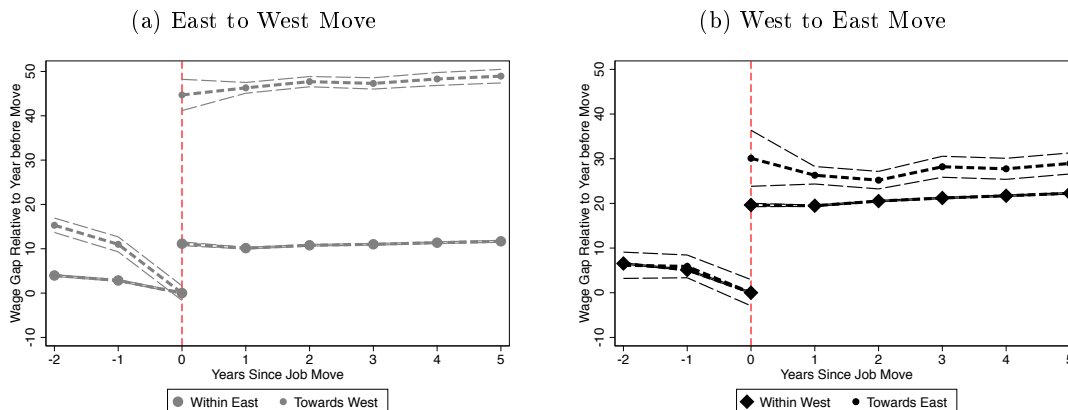 (a) East to West Move
Wage Gap Relative to Year before Move
50
40
30
20
10
0
-10
-2 -1 0 1 2 3 4 5
Years Since Job Move
Within East Towards West
(b) West to East Move
Wage Gap Relative to Year before Move
50
40
30
20
10
0
-10
-2 -1 0 1 2 3 4 5
Years Since Job Move
Within West Towards East